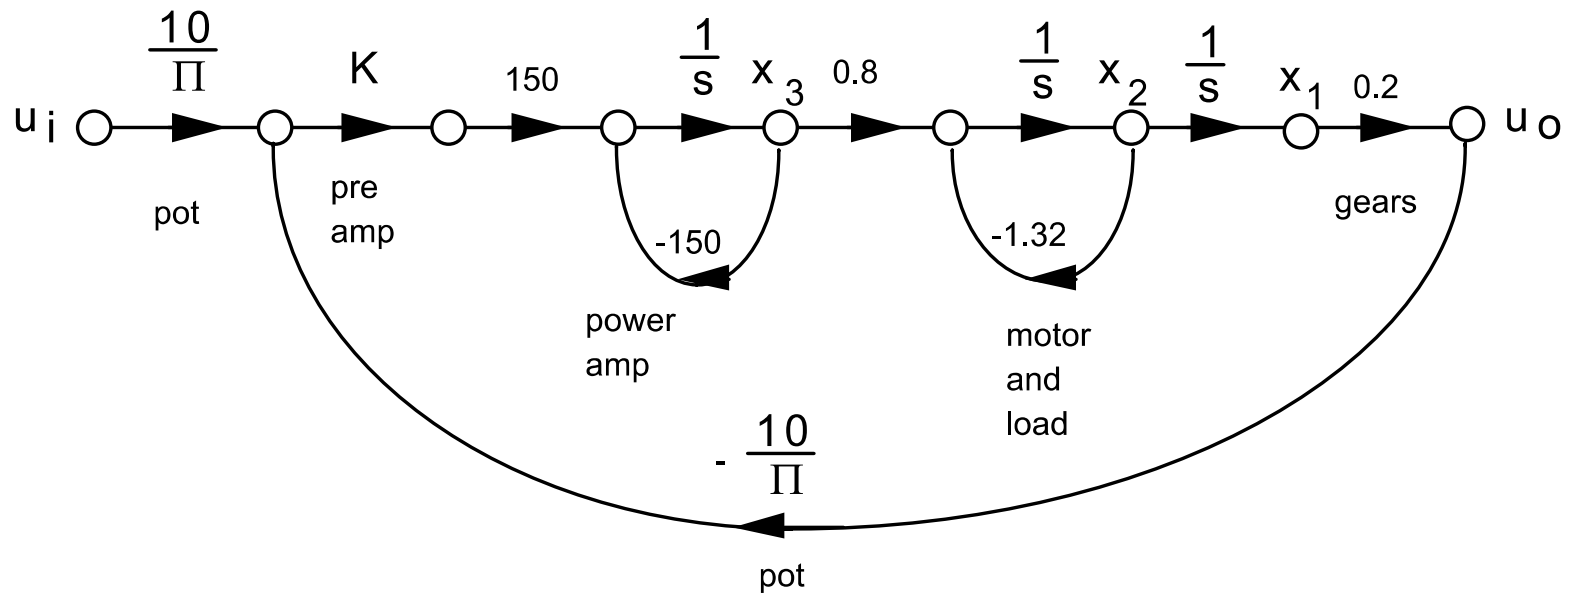 10
Π
K
150
1
s
x 3
0.8
1
s
x 2
1
s
x 1
0.2
u i
u o
pot
pre
amp
gears
-150
-1.32
power
amp
motor
and
load
- 10
Π
pot